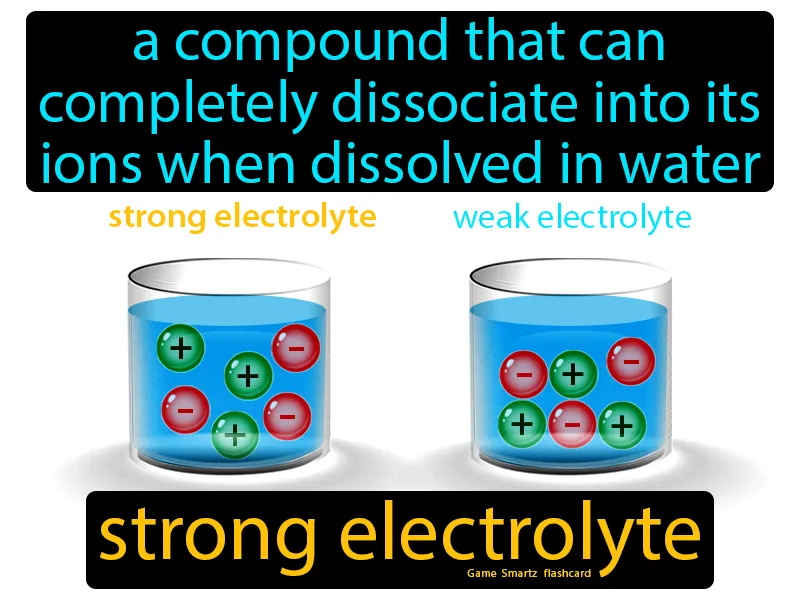 a compound that can
completely dissociate into its
ions when dissolved in water
strong electrolyte
weak electrolyte
+
-
+
-
-
+
-
+
-
+
-
+
strong electrolyte
Game Smartz flashcard